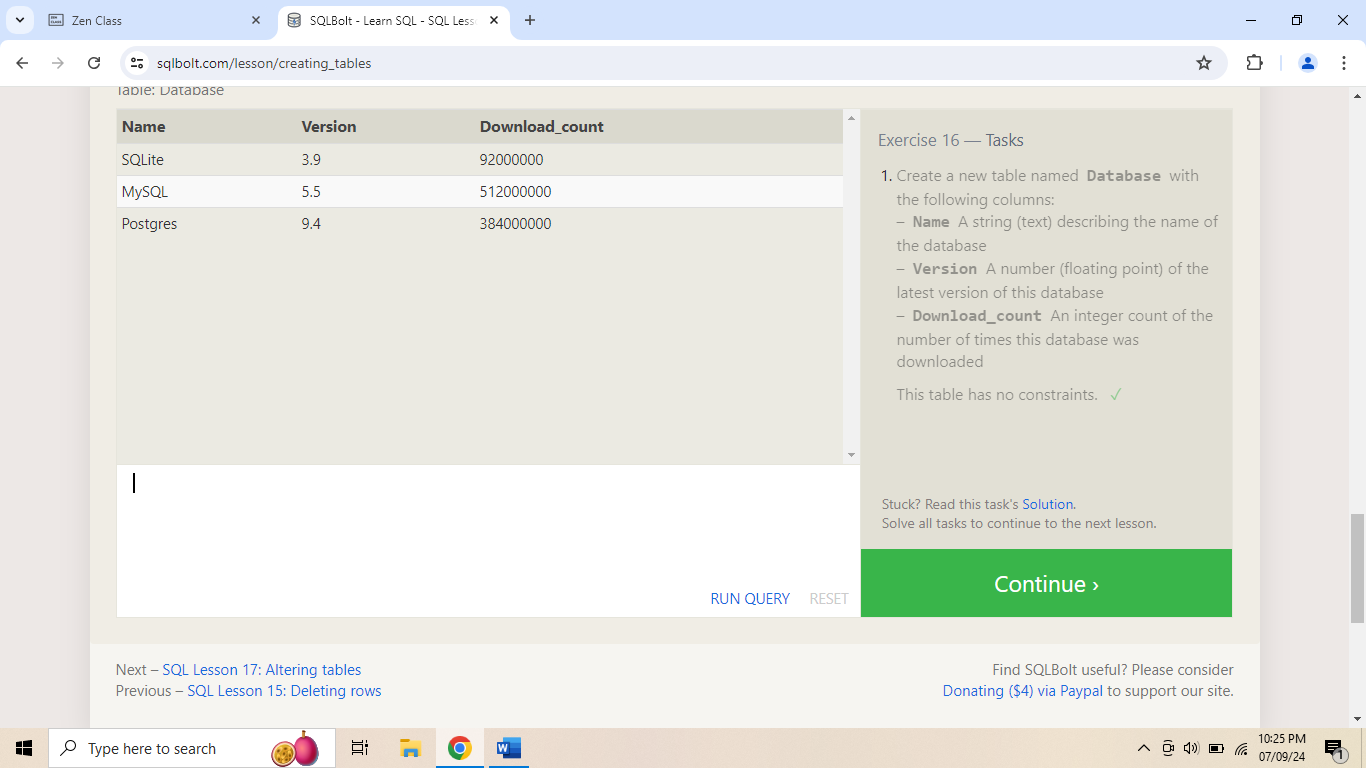 Zen Class
SQLBolt - Learn SQL - SQL Less
sqlbolt.com/lesson/creating_tables
Table: Database
Name Version Download_count
SQLite 3.9 92000000
MySQL 5.5 512000000
Postgres 9.4 384000000
Exercise 16 — Tasks
1. Create a new table named Database with
the following columns:
– Name A string (text) describing the name of
the database
– Version A number (floating point) of the
latest version of this database
– Download_count An integer count of the
number of times this database was
downloaded
This table has no constraints. ✓
Stuck? Read this task's Solution.
Solve all tasks to continue to the next lesson.
RUN QUERY RESET
Continue ›
Next – SQL Lesson 17: Altering tables
Previous – SQL Lesson 15: Deleting rows
Find SQLBolt useful? Please consider
Donating ($4) via Paypal to support our site.
Type here to search
W
10:25 PM
07/09/24
1